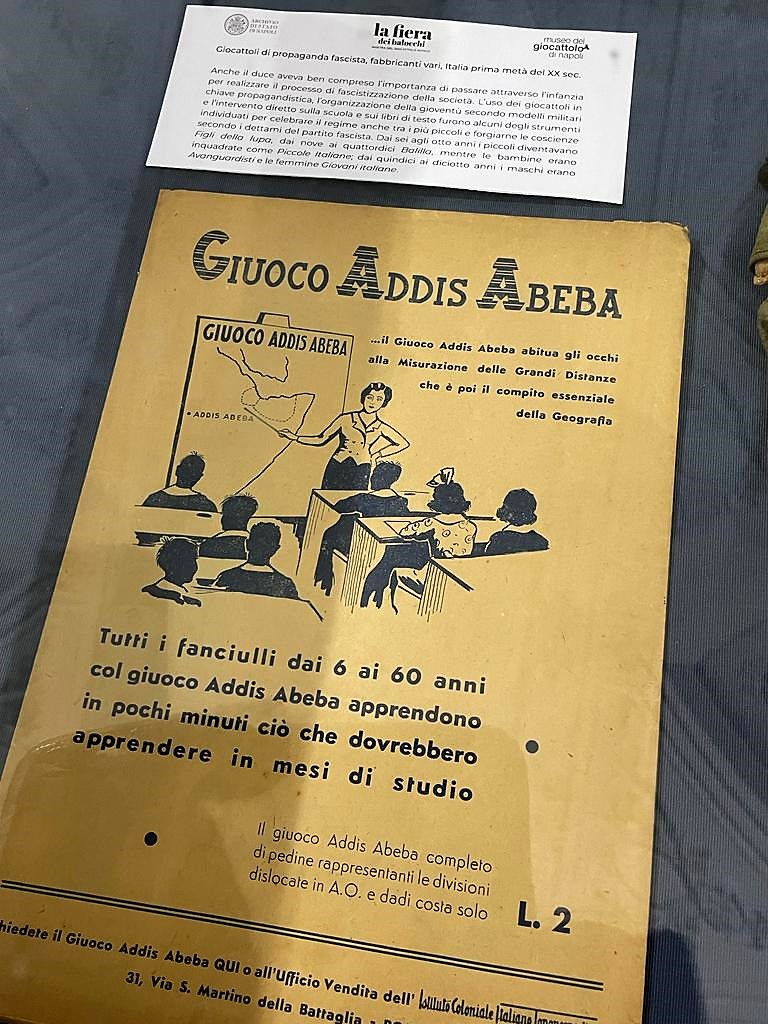 ARCHIVIO
DI STATO
DI NAPOLI
la fiera
dei balocchi
museo del
giocattolo
di napoli
Giocattoli di propaganda fascista, fabbricanti vari, Italia prima metà del XX sec.
Anche il duce aveva ben compreso l'importanza di passare attraverso l'infanzia
per realizzare il processo di fascistizzazione della società. L'uso dei giocattoli in
chiave propagandistica, l'organizzazione della gioventù secondo modelli militari
e l'intervento diretto sulla scuola e sui libri di testo furono alcuni degli strumenti
individuati per celebrare il regime anche tra i più piccoli e forgiarne le coscienze
secondo i dettami del partito fascista. Dai sei agli otto anni i piccoli diventavano
Figli della lupa, dai nove ai quattordici Balilla, mentre le bambine erano
inquadrate come Piccole Italiane; dai quindici ai diciotto anni i maschi erano
Avanguardisti e le femmine Giovani italiane.
GIUOCO ADDIS ABEBA
GIUOCO ADDIS ABEBA
• ADDIS ABEBA
...il Giuoco Addis Abeba abitua gli occhi
alla Misurazione delle Grandi Distanze
che è poi il compito essenziale
della Geografia
Tutti i fanciulli dai 6 ai 60 anni
col giuoco Addis Abeba apprendono
in pochi minuti ciò che dovrebbero
apprendere in mesi di studio
Il giuoco Addis Abeba completo
di pedine rappresentanti le divisioni
dislocate in A.O. e dadi costa solo
L. 2
hiedete il Giuoco Addis Abeba QUI o all'Ufficio Vendita dell' Istituto Coloniale Italiano
31, Via S. Martino della Battaglia -